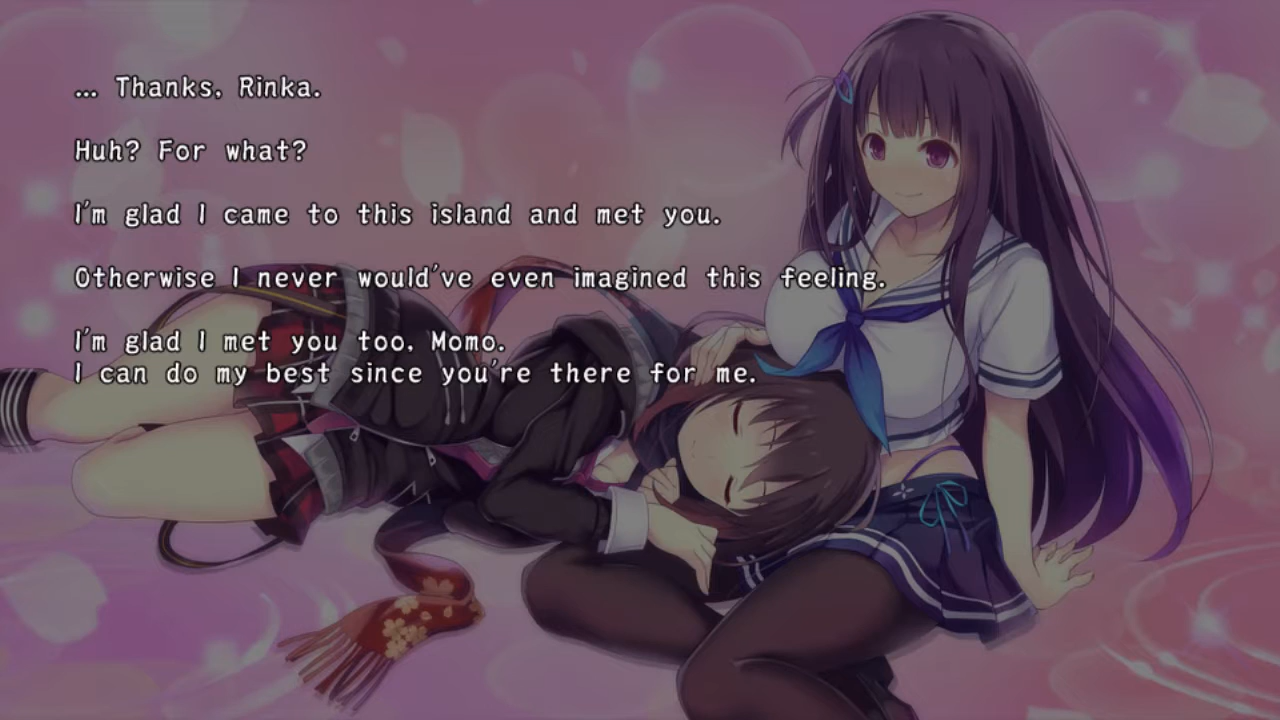 ... Thanks, Rinka.
Huh? For what?
I'm glad I came to this island and met you.
Otherwise I never would've even imagined this feeling.
I'm glad I met you too, Momo.
I can do my best since you're there for me.